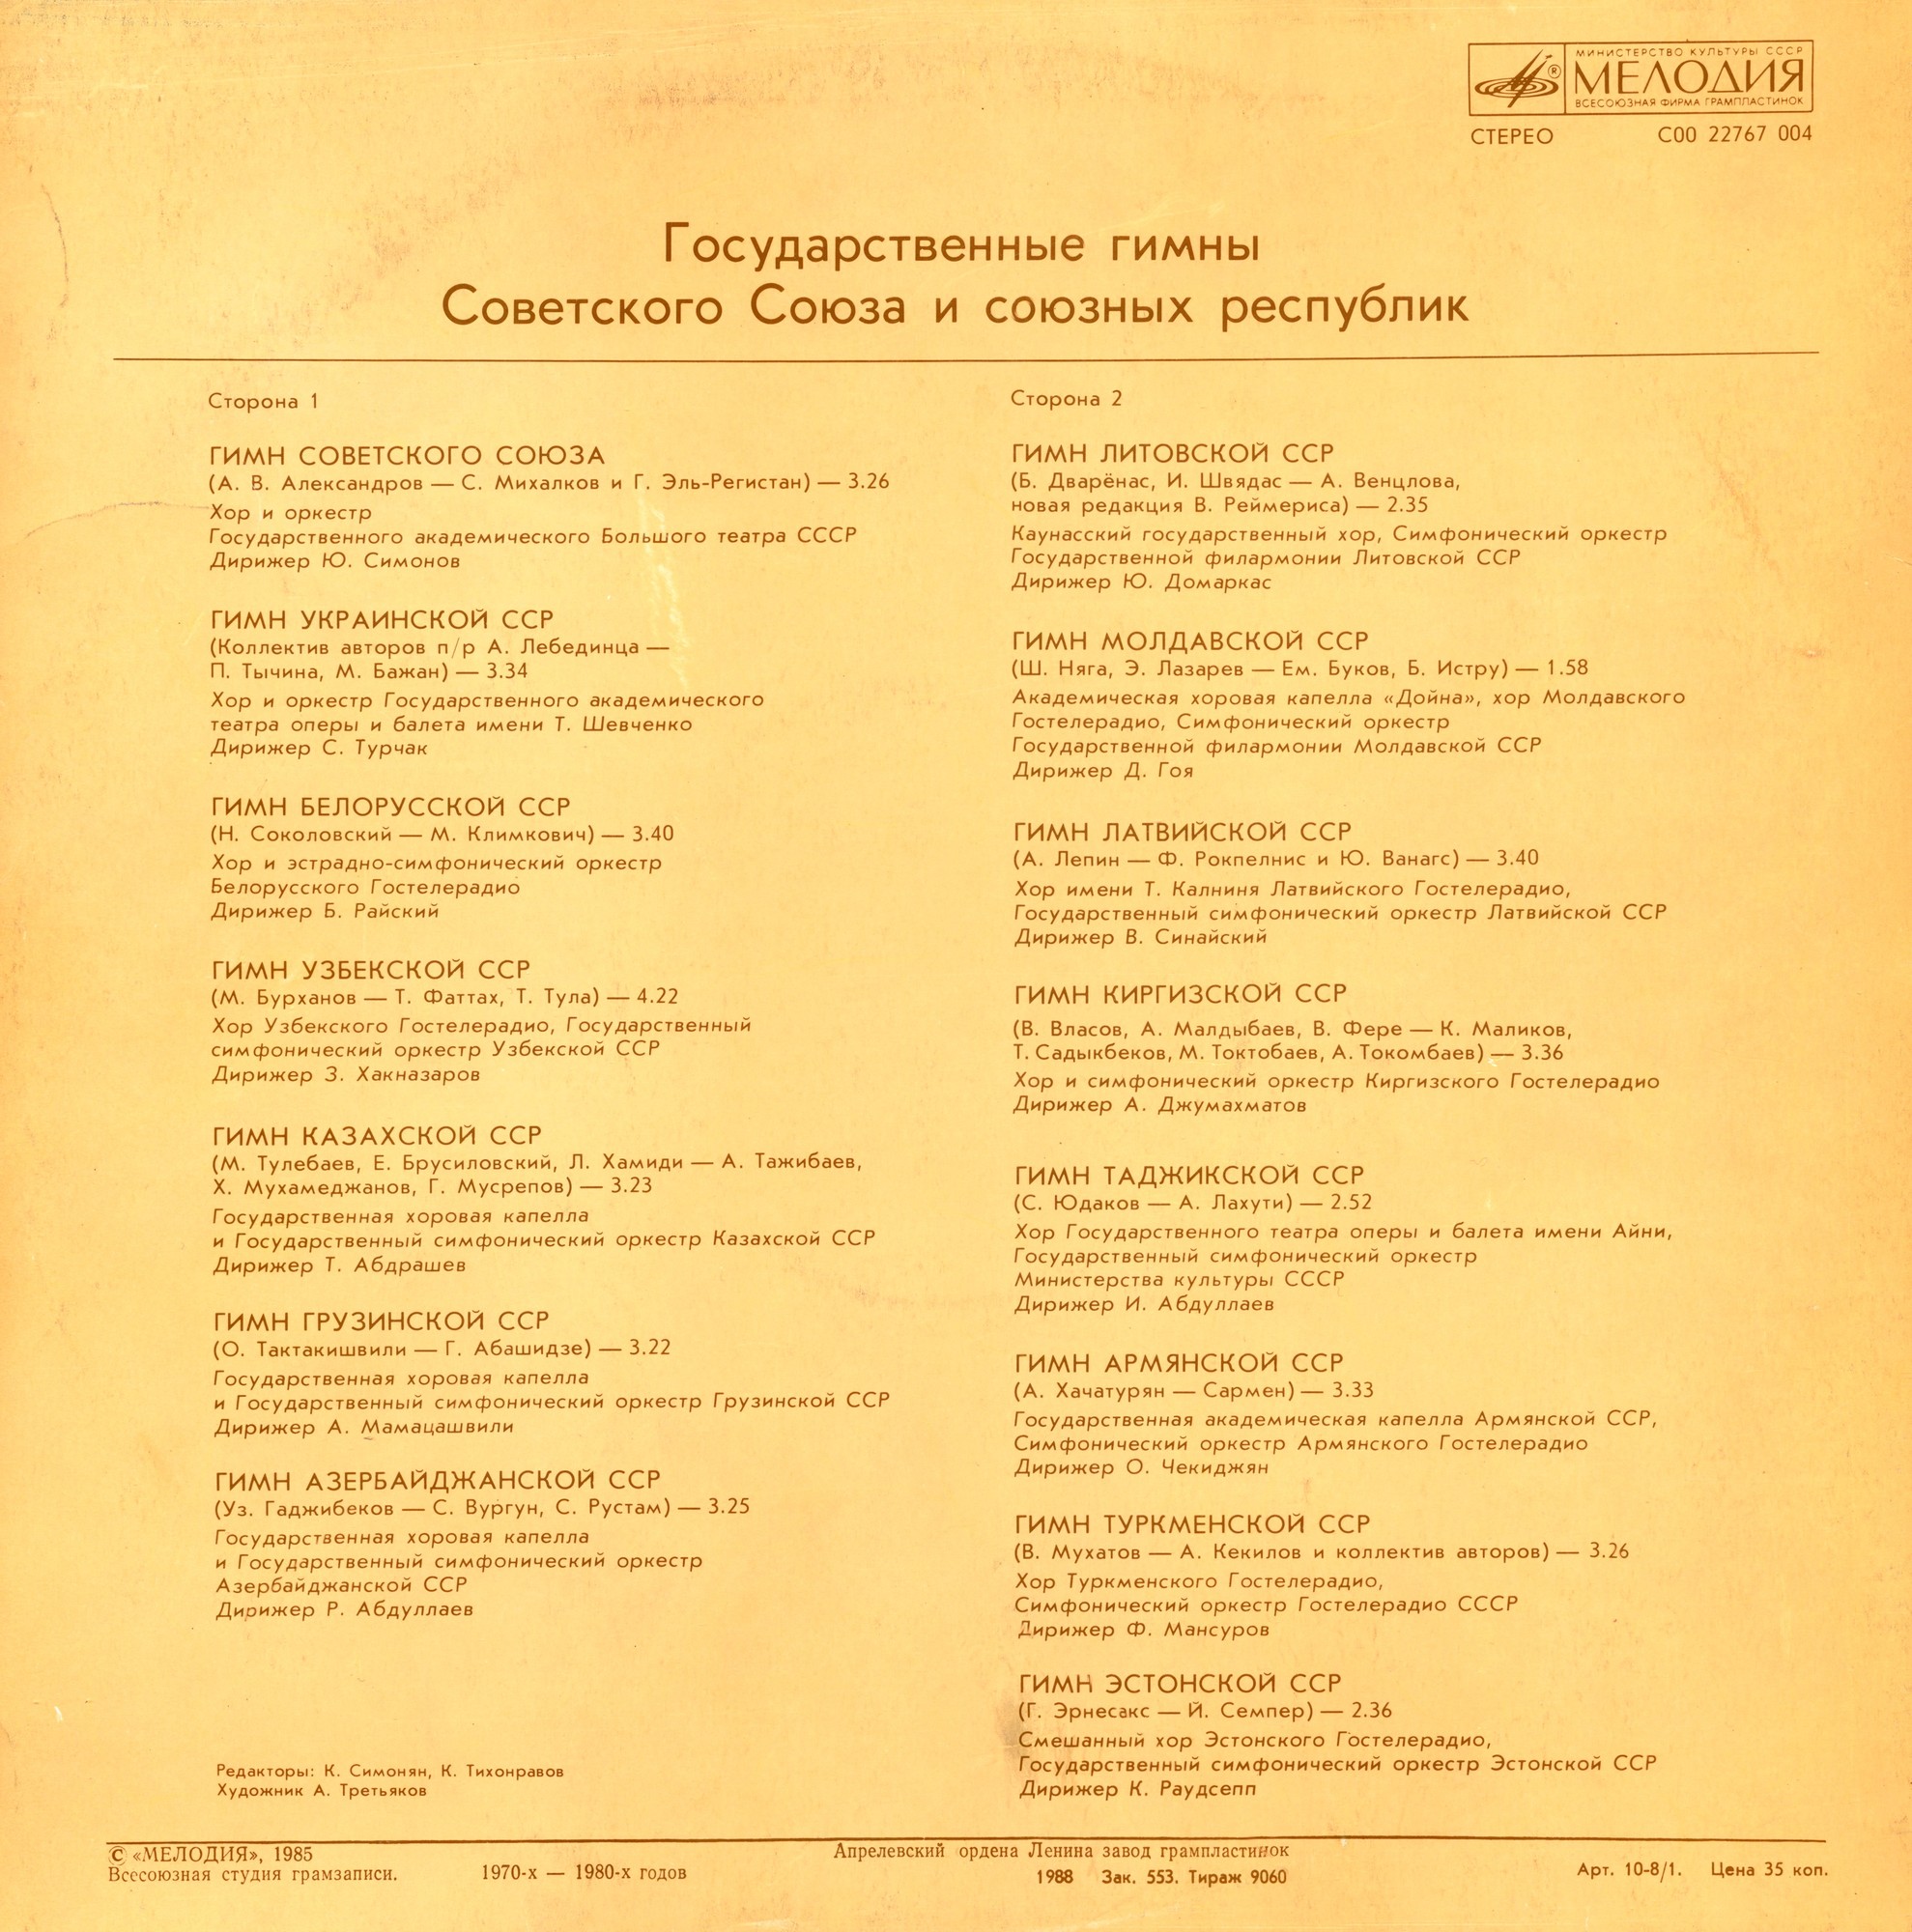 МИНИСТЕРСТВО КУЛЬТУРЫ СССР
МЕЛОДИЯ
ВСЕСОЮЗНАЯ ФИРМА ГРАМПЛАСТИНОК
СТЕРЕО С00 22767 004
Государственные гимны
Советского Союза и союзных республик
Сторона 1
ГИМН СОВЕТСКОГО СОЮЗА
(А. В. Александров — С. Михалков и Г. Эль-Регистан) — 3.26
Хор и оркестр
Государственного академического Большого театра СССР
Дирижер Ю. Симонов
ГИМН УКРАИНСКОЙ ССР
(Коллектив авторов п/р А. Лебединца —
П. Тычина, М. Бажан) — 3.34
Хор и оркестр Государственного академического
театра оперы и балета имени Т. Шевченко
Дирижер С. Турчак
ГИМН БЕЛОРУССКОЙ ССР
(Н. Соколовский — М. Климкович) — 3.40
Хор и эстрадно-симфонический оркестр
Белорусского Гостелерадио
Дирижер Б. Райский
ГИМН УЗБЕКСКОЙ ССР
(М. Бурханов — Т. Фаттах, Т. Тула) — 4.22
Хор Узбекского Гостелерадио, Государственный
симфонический оркестр Узбекской ССР
Дирижер З. Хакназаров
ГИМН КАЗАХСКОЙ ССР
(М. Тулебаев, Е. Брусиловский, Л. Хамиди — А. Тажибаев,
Х. Мухамеджанов, Г. Мусрепов) — 3.23
Государственная хоровая капелла
и Государственный симфонический оркестр Казахской ССР
Дирижер Т. Абдрашев
ГИМН ГРУЗИНСКОЙ ССР
(О. Тактакишвили — Г. Абашидзе) — 3.22
Государственная хоровая капелла
и Государственный симфонический оркестр Грузинской ССР
Дирижер А. Мамацашвили
ГИМН АЗЕРБАЙДЖАНСКОЙ ССР
(Уз. Гаджибеков — С. Вургун, С. Рустам) — 3.25
Государственная хоровая капелла
и Государственный симфонический оркестр
Азербайджанской ССР
Дирижер Р. Абдуллаев
Редакторы: К. Симонян, К. Тихонравов
Художник А. Третьяков
Сторона 2
ГИМН ЛИТОВСКОЙ ССР
(Б. Дварёнас, И. Швядас — А. Венцлова,
новая редакция В. Реймериса) — 2.35
Каунасский государственный хор, Симфонический оркестр
Государственной филармонии Литовской ССР
Дирижер Ю. Домаркас
ГИМН МОЛДАВСКОЙ ССР
(Ш. Няга, Э. Лазарев — Ем. Буков, Б. Истру) — 1.58
Академическая хоровая капелла «Дойна», хор Молдавского
Гостелерадио, Симфонический оркестр
Государственной филармонии Молдавской ССР
Дирижер Д. Гоя
ГИМН ЛАТВИЙСКОЙ ССР
(А. Лепин — Ф. Рокпелнис и Ю. Ванагс) — 3.40
Хор имени Т. Калниня Латвийского Гостелерадио,
Государственный симфонический оркестр Латвийской ССР
Дирижер В. Синайский
ГИМН КИРГИЗСКОЙ ССР
(В. Власов, А. Малдыбаев, В. Фере — К. Маликов,
Т. Садыкбеков, М. Токтобаев, А. Токомбаев) — 3.36
Хор и симфонический оркестр Киргизского Гостелерадио
Дирижер А. Джумахматов
ГИМН ТАДЖИКСКОЙ ССР
(С. Юдаков — А. Лахути) — 2.52
Хор Государственного театра оперы и балета имени Айни,
Государственный симфонический оркестр
Министерства культуры СССР
Дирижер И. Абдуллаев
ГИМН АРМЯНСКОЙ ССР
(А. Хачатурян — Сармен) — 3.33
Государственная академическая капелла Армянской ССР,
Симфонический оркестр Армянского Гостелерадио
Дирижер О. Чекиджян
ГИМН ТУРКМЕНСКОЙ ССР
(В. Мухатов — А. Кекилов и коллектив авторов) — 3.26
Хор Туркменского Гостелерадио,
Симфонический оркестр Гостелерадио СССР
Дирижер Ф. Мансуров
ГИМН ЭСТОНСКОЙ ССР
(Г. Эрнесакс — Й. Семпер) — 2.36
Смешанный хор Эстонского Гостелерадио,
Государственный симфонический оркестр Эстонской ССР
Дирижер К. Раудсепп
© «МЕЛОДИЯ», 1985
Всесоюзная студия грамзаписи. 1970-х — 1980-х годов
Апрелевский ордена Ленина завод грампластинок
1988 Зак. 553. Тираж 9060
Арт. 10-8/1. Цена 35 коп.